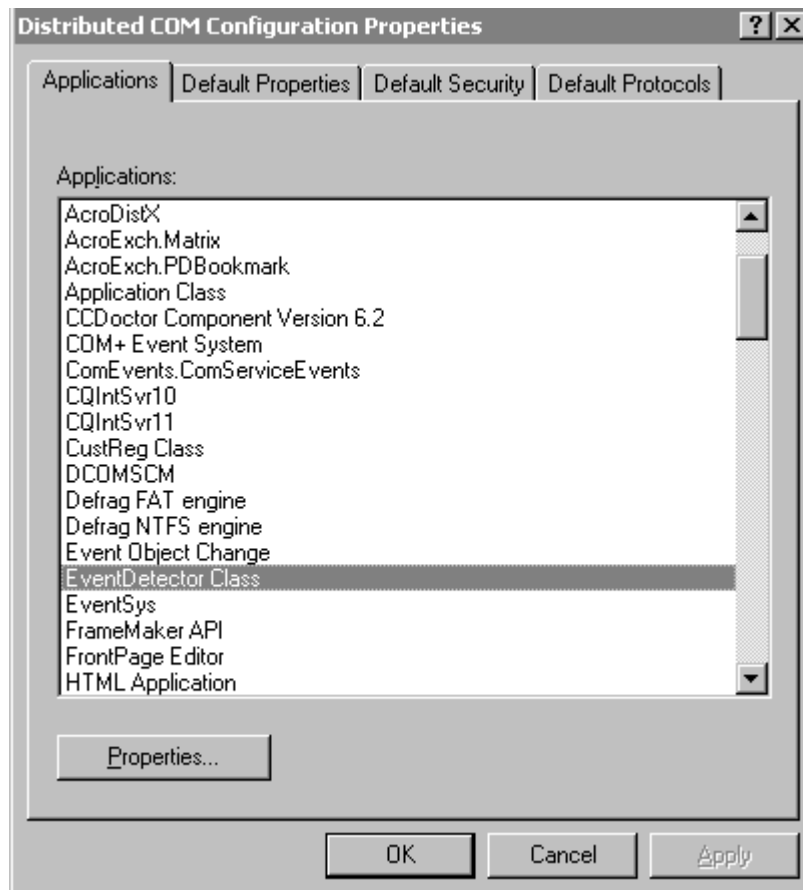 Distributed COM Configuration Properties
Applications Default Properties Default Security Default Protocols
Applications:
AcroDistX
AcroExch.Matrix
AcroExch.PDBookmark
Application Class
CCDoctor Component Version 6.2
COM+ Event System
ComEvents.ComServiceEvents
CQIntSvr10
CQIntSvr11
CustReg Class
DCOMSCM
Defrag FAT engine
Defrag NTFS engine
Event Object Change
EventDetector Class
EventSys
FrameMaker API
FrontPage Editor
HTML Application
Properties...
OK Cancel Apply